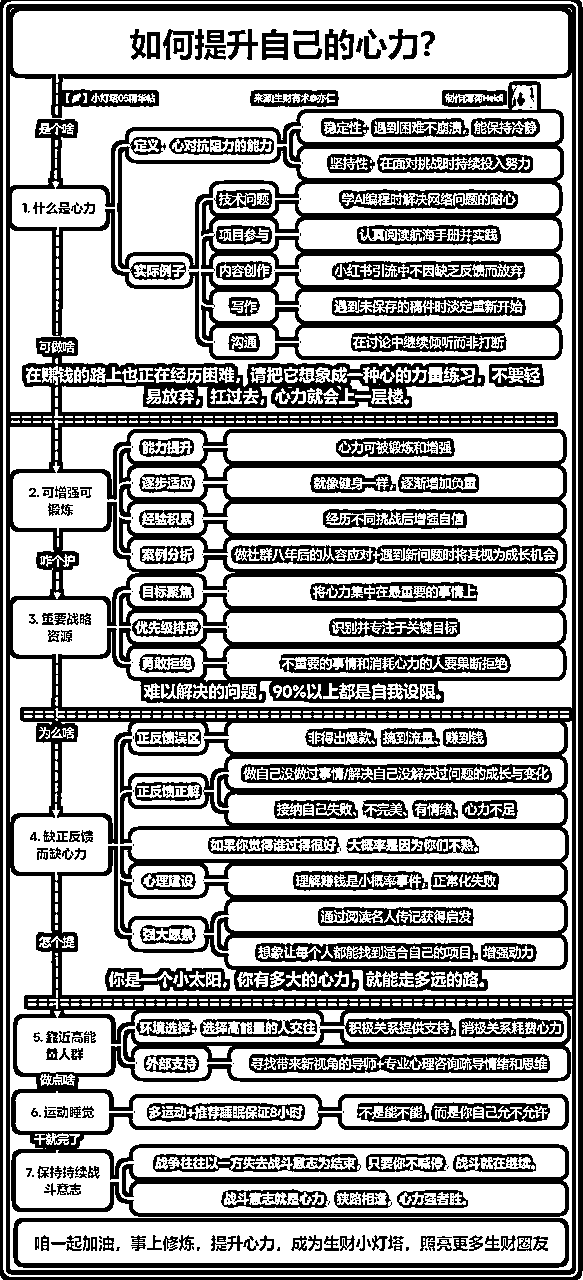 如何提升自己的心力？
小灯塔05精华帖
来源|生财有术@亦仁
制作|薄荷Heidi
是个啥
1. 什么是心力
定义：心对抗阻力的能力
稳定性：遇到困难不崩溃，能保持冷静
坚持性：在面对挑战时持续投入努力
实际例子
技术问题
学AI编程时解决网络问题的耐心
项目参与
认真阅读航海手册并实践
内容创作
小红书引流中不因缺乏反馈而放弃
写作
遇到未保存的稿件时淡定重新开始
沟通
在讨论中继续倾听而非打断
可做啥
在赚钱的路上也正在经历困难，请把它想象成一种心的力量练习，不要轻
易放弃，扛过去，心力就会上一层楼。
2. 可增强可
锻炼
能力提升
心力可被锻炼和增强
逐步适应
就像健身一样，逐渐增加负重
经验积累
经历不同挑战后增强自信
案例分析
做社群八年后的从容应对+遇到新问题时将其视为成长机会
咋个护
3. 重要战略
资源
目标聚焦
将心力集中在最重要的事情上
优先级排序
识别并专注于关键目标
勇敢拒绝
不重要的事情和消耗心力的人要果断拒绝
难以解决的问题，90%以上都是自我设限。
为么啥
4. 缺正反馈
而缺心力
正反馈误区
非得出爆款、搞到流量、赚到钱
正反馈正解
做自己没做过事情/解决自己没解决过问题的成长与变化
接纳自己失败、不完美、有情绪、心力不足
如果你觉得谁过得很好，大概率是因为你们不熟。
心理建设
理解赚钱是小概率事件，正常化失败
强大愿景
通过阅读名人传记获得启发
想象让每个人都能找到适合自己的项目，增强动力
怎个提
你是一个小太阳，你有多大的心力，就能走多远的路。
5. 靠近高能
量人群
环境选择：选择高能量的人交往
积极关系提供支持，消极关系耗费心力
外部支持
寻找带来新视角的导师+专业心理咨询疏导情绪和思维
做点啥
6. 运动睡觉
多运动+推荐睡眠保证8小时
不是能不能，而是你自己允不允许
干就完了
7. 保持持续战
斗意志
战争往往以一方失去战斗意志为结束，只要你不喊停，战斗就在继续。
战斗意志就是心力，狭路相逢，心力强者胜。
咱一起加油，事上修炼，提升心力，成为生财小灯塔，照亮更多生财圈友